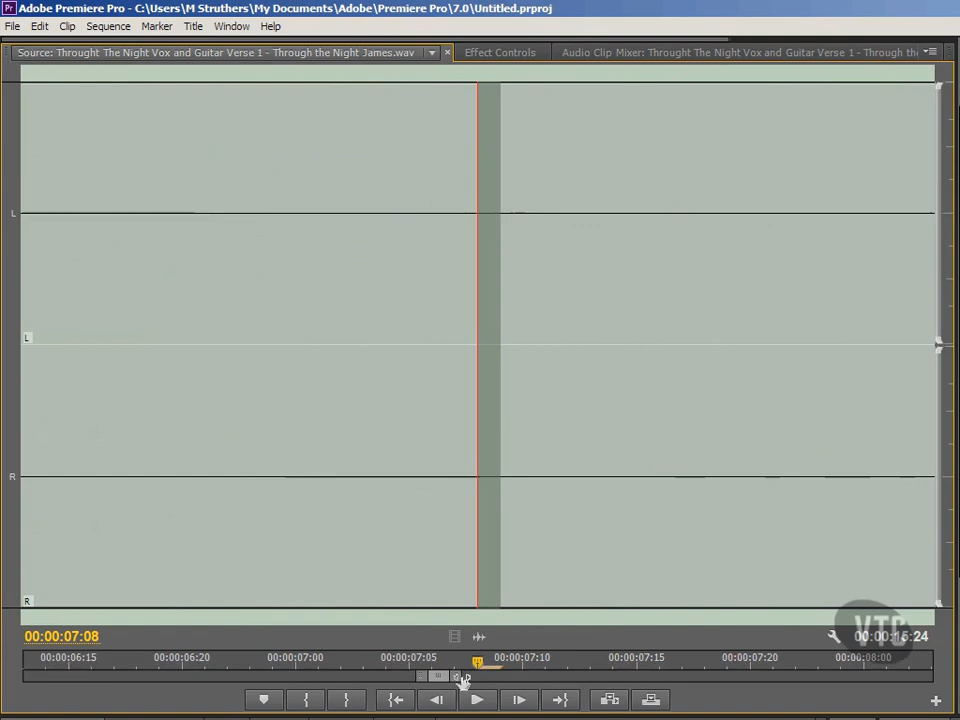 Adobe Premiere Pro - C:\Users\M Struthers\My Documents\Adobe\Premiere Pro\7.0\Untitled.prproj
File Edit Clip Sequence Marker Title Window Help
Source: Throught The Night Vox and Guitar Verse 1 - Through the Night James.wav Effect Controls Audio Clip Mixer: Throught The Night Vox and Guitar Verse 1 - Through th
L
L
R
R
00:00:07:08 VTC 00:00:15:24
00:00:06:15 00:00:06:20 00:00:07:00 00:00:07:05 00:00:07:10 00:00:07:15 00:00:07:20 00:00:08:00